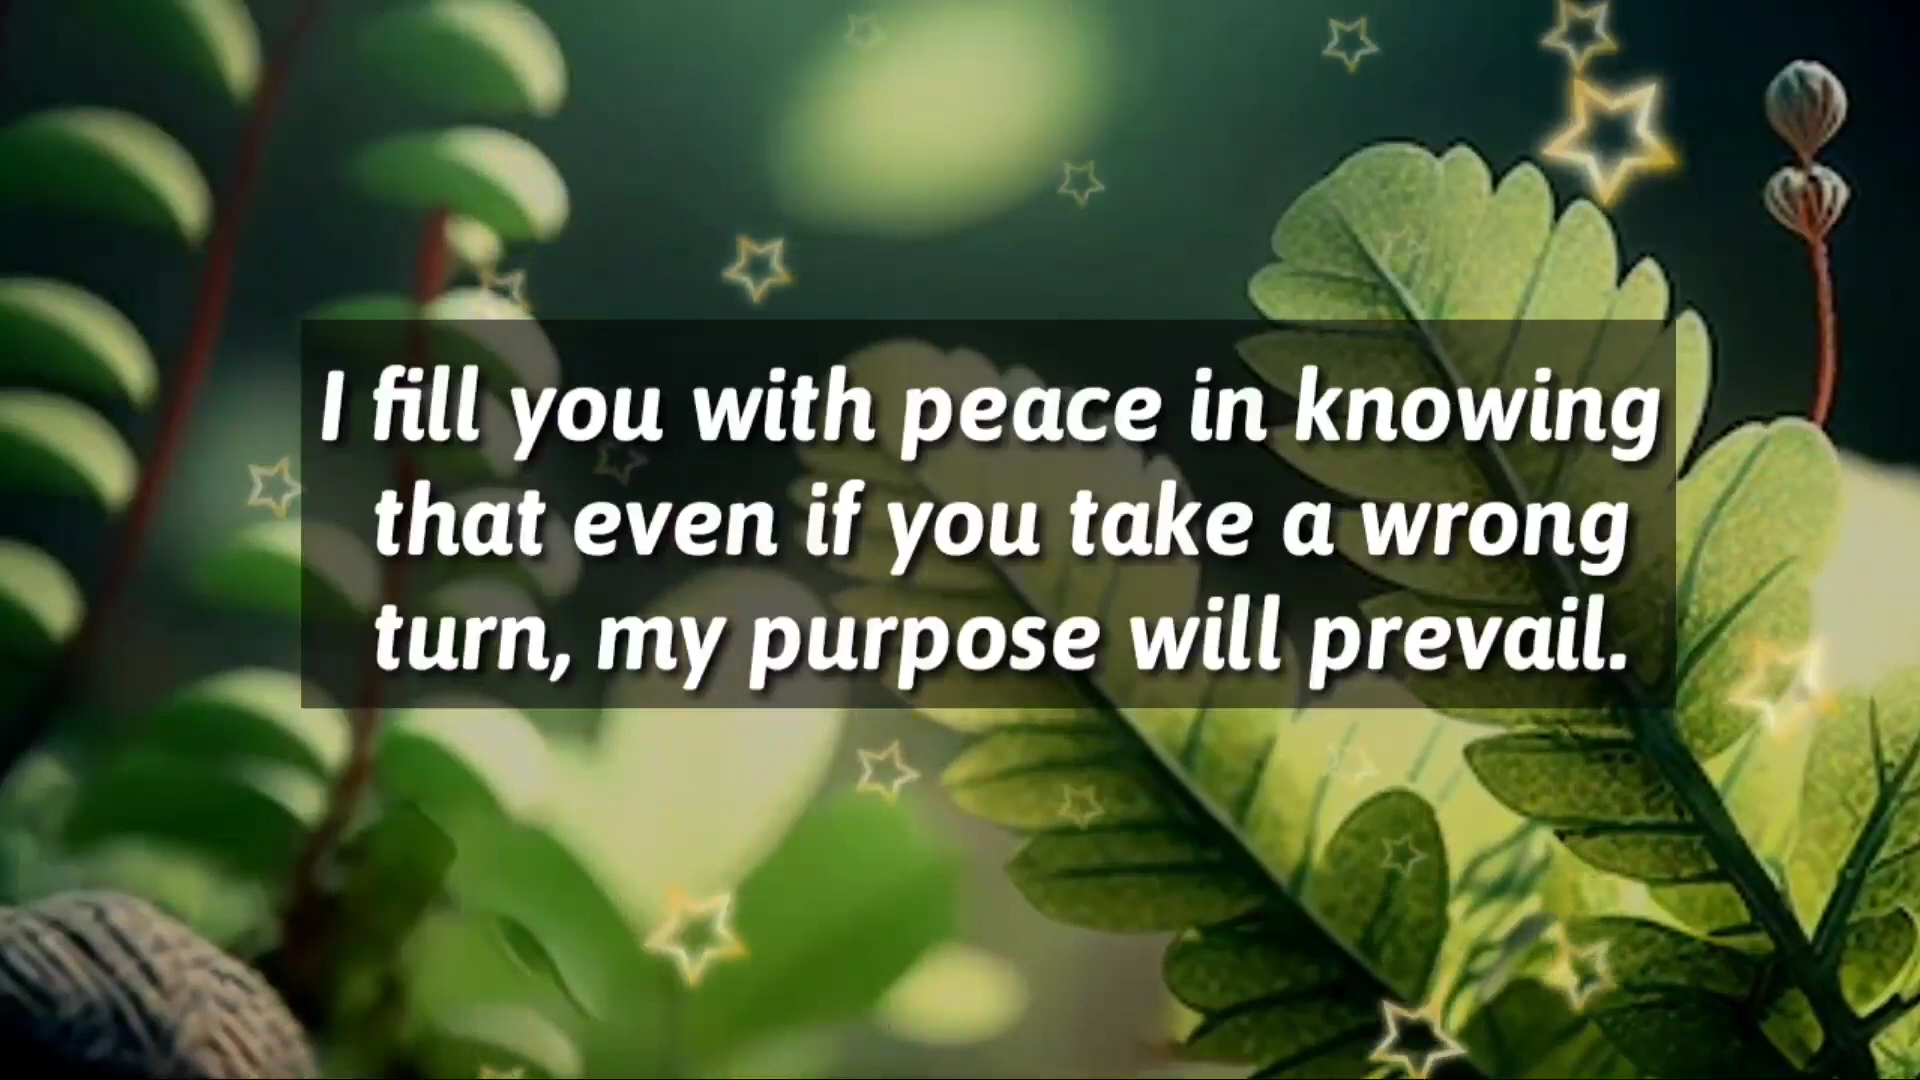 I fill you with peace in knowing
that even if you take a wrong
turn, my purpose will prevail.